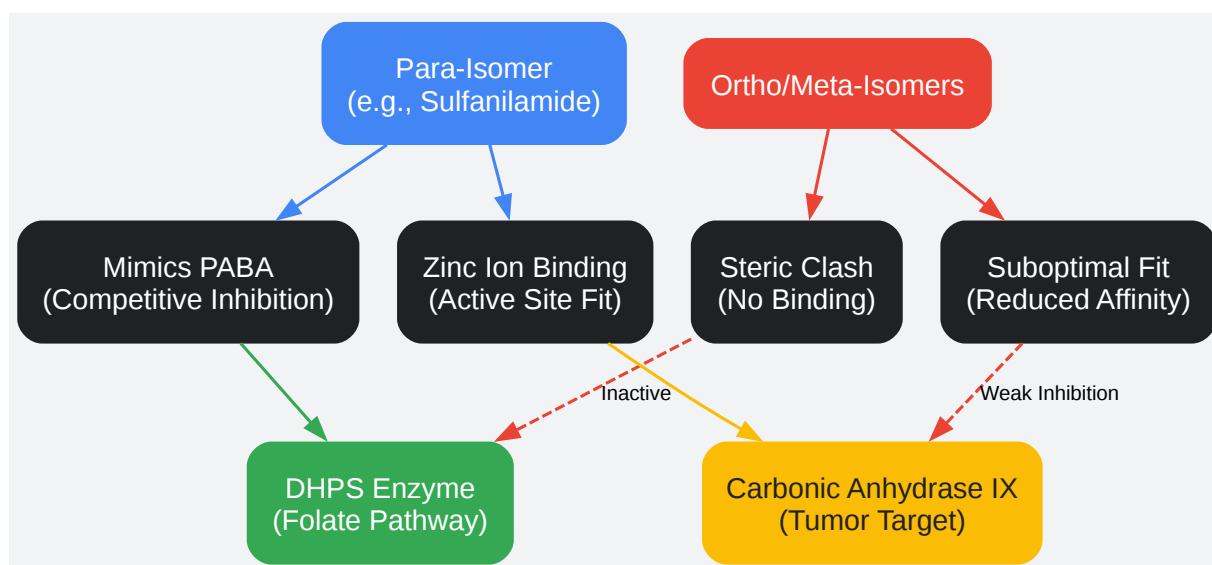 Para-Isomer
(e.g., Sulfanilamide)
Ortho/Meta-Isomers
Mimics PABA
(Competitive Inhibition)
Zinc Ion Binding
(Active Site Fit)
Steric Clash
(No Binding)
Suboptimal Fit
(Reduced Affinity)
Inactive
Weak Inhibition
DHPS Enzyme
(Folate Pathway)
Carbonic Anhydrase IX
(Tumor Target)